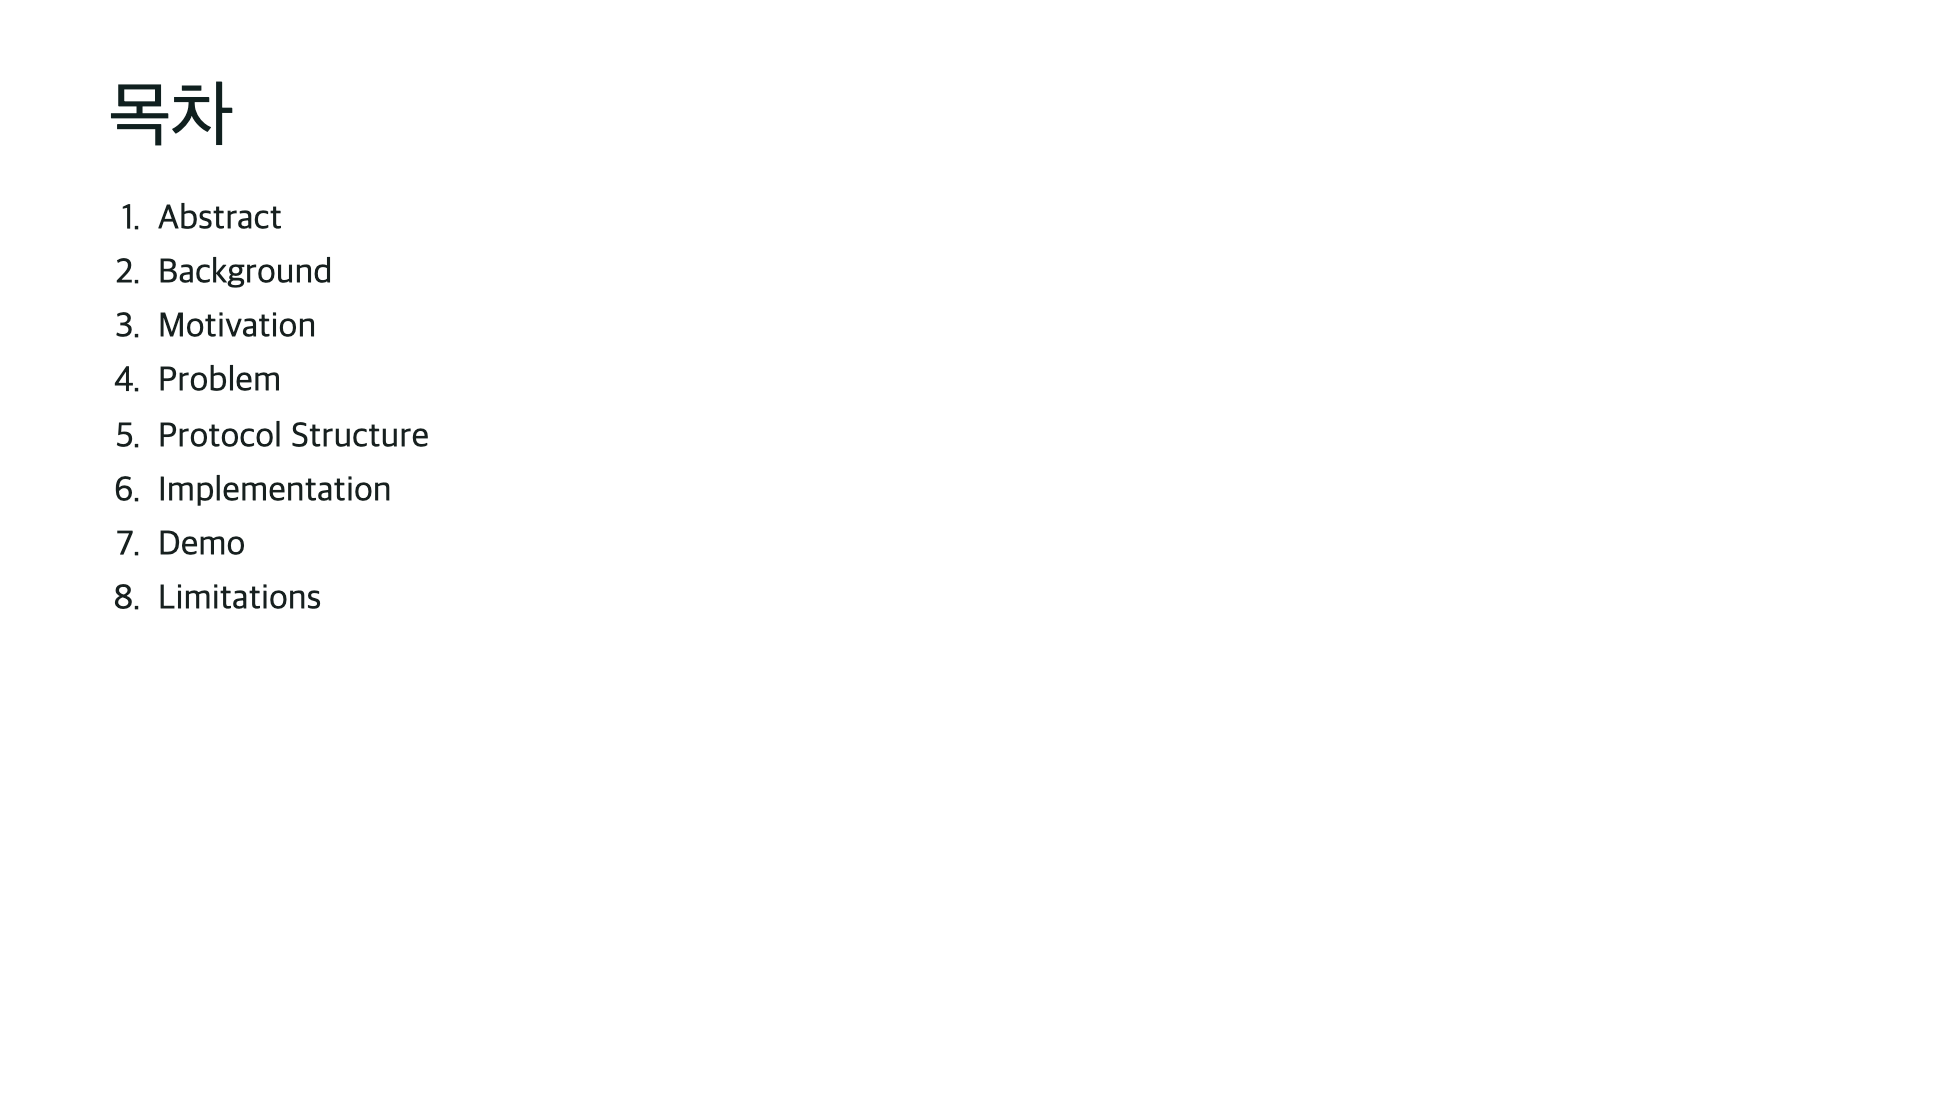 목차
1. Abstract
2. Background
3. Motivation
4. Problem
5. Protocol Structure
6. Implementation
7. Demo
8. Limitations